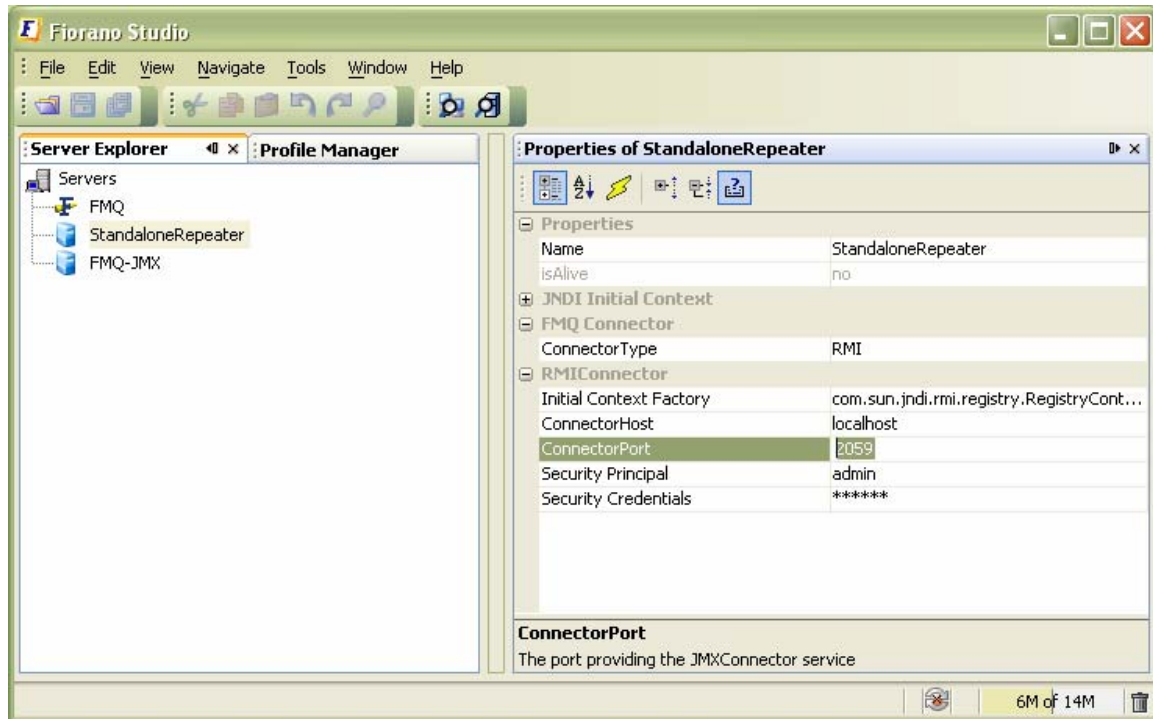 Fiorano Studio
File Edit View Navigate Tools Window Help
Server Explorer Profile Manager
Servers
FMQ
StandaloneRepeater
FMQ-JMX
Properties of StandaloneRepeater
Properties
Name StandaloneRepeater
isAlive no
JNDI Initial Context
FMQ Connector
ConnectorType RMI
RMIConnector
Initial Context Factory com.sun.jndi.rmi.registry.RegistryCont...
ConnectorHost localhost
ConnectorPort 2059
Security Principal admin
Security Credentials ******
ConnectorPort
The port providing the JMXConnector service
6M of 14M